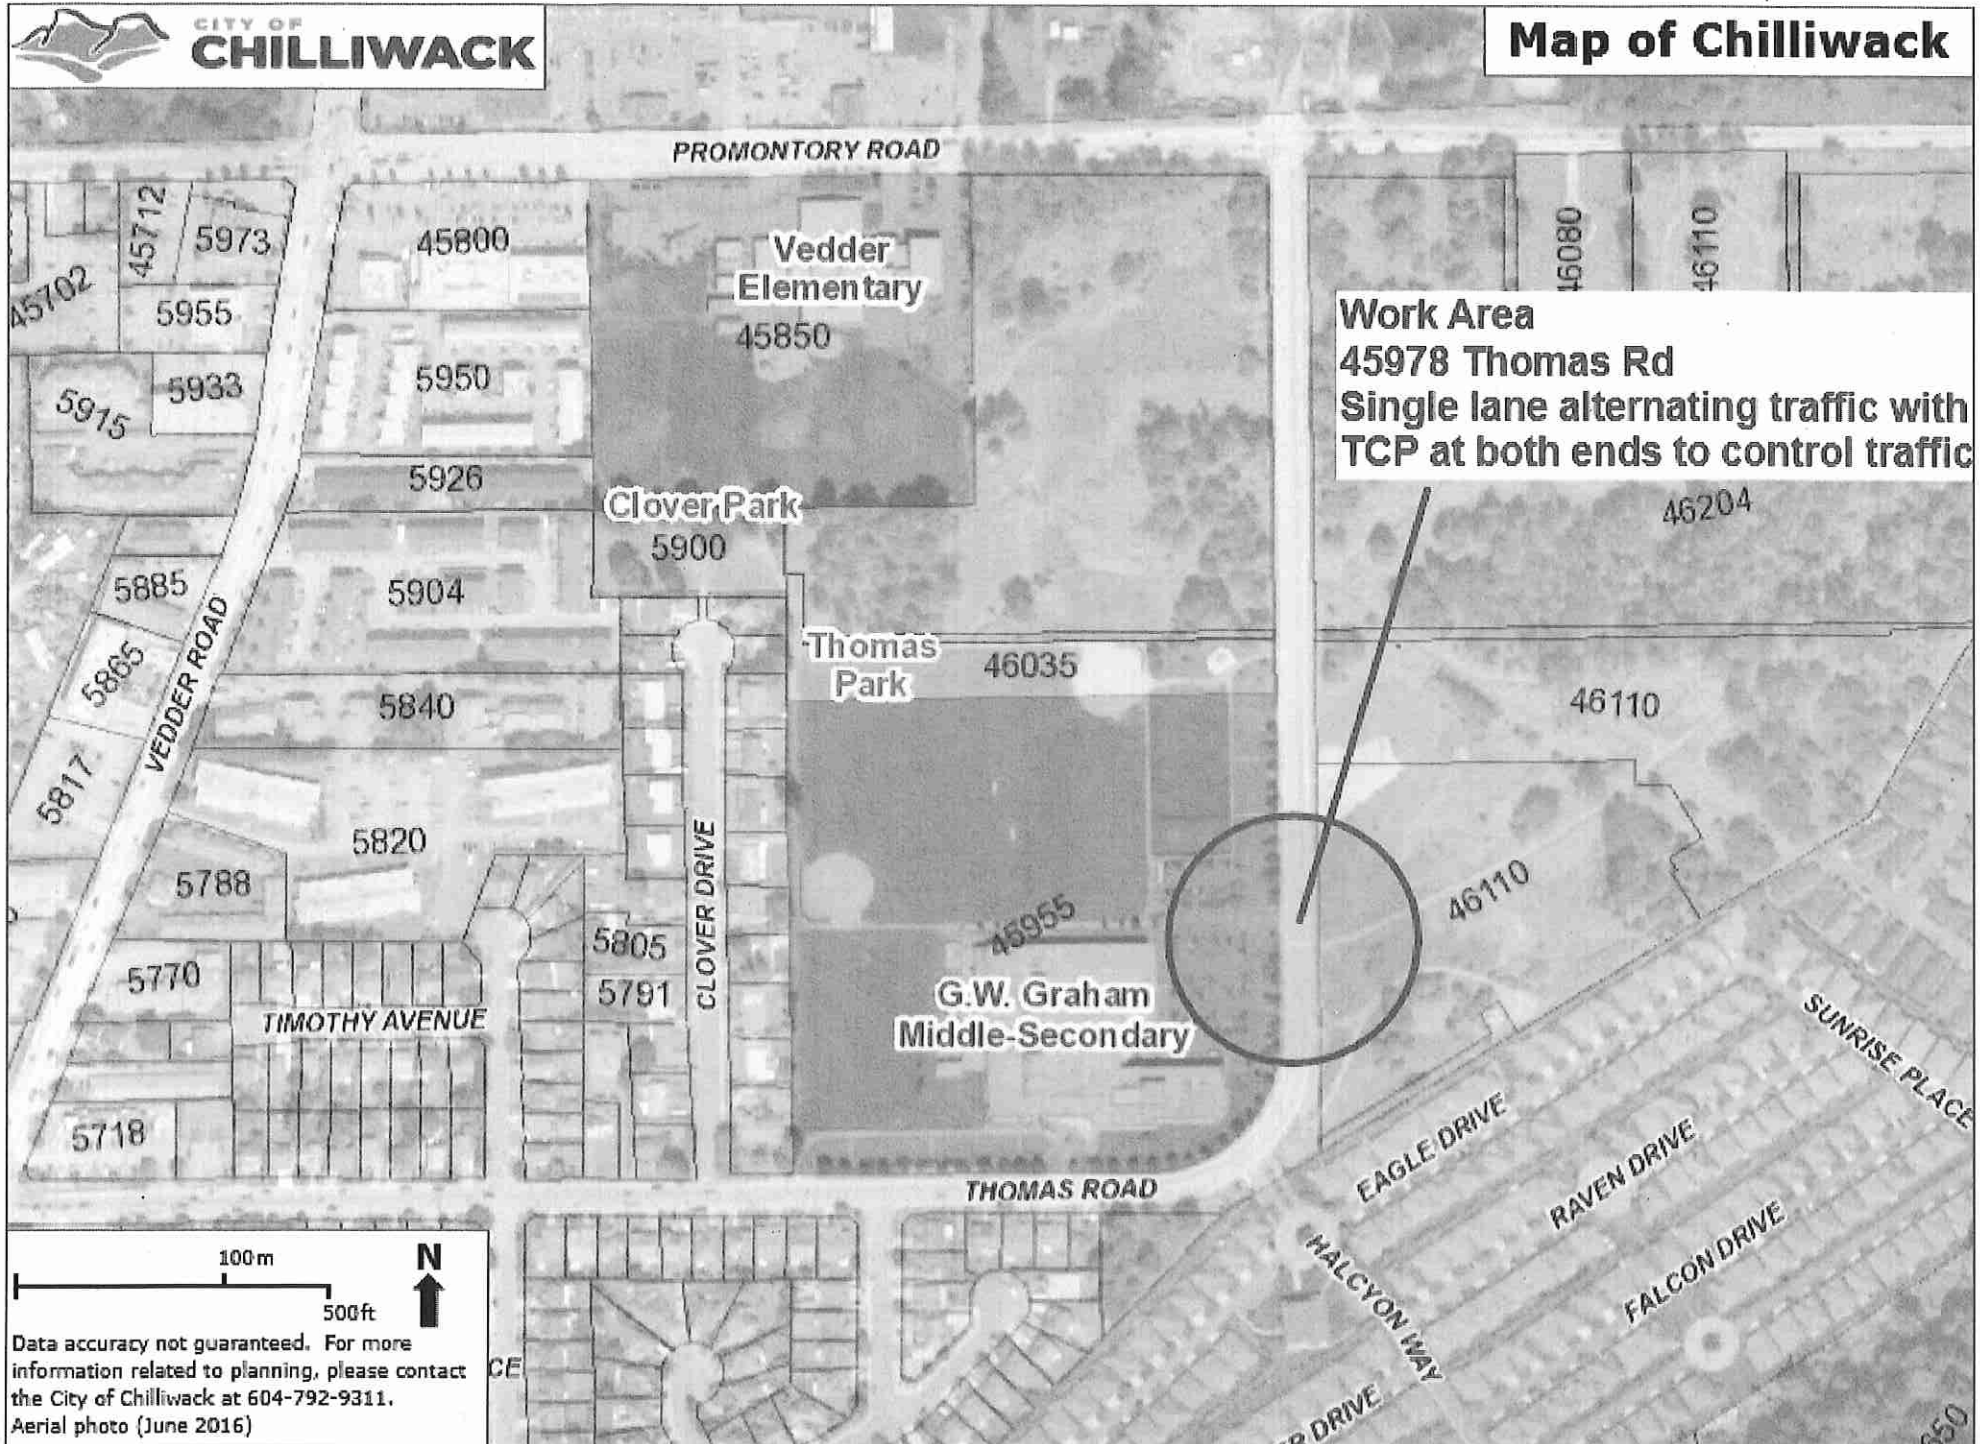 CITY OF
CHILLIWACK
Map of Chilliwack
PROMONTORY ROAD
45712
5973
45800
Vedder
Elementary
45850
46080
46110
45702
5955
Work Area
45978 Thomas Rd
Single lane alternating traffic with
TCP at both ends to control traffic
5915
5933
5950
5926
Clover Park
5900
46204
5885
5904
5865
VEDDER ROAD
Thomas
Park
46035
46110
5840
5817
5820
5788
CLOVER DRIVE
45955
46110
5805
5770
5791
G.W. Graham
Middle-Secondary
TIMOTHY AVENUE
SUNRISE PLACE
5718
THOMAS ROAD
EAGLE DRIVE
RAVEN DRIVE
FALCON DRIVE
HALCYON WAY
100m
N
500ft
Data accuracy not guaranteed. For more
information related to planning, please contact
the City of Chilliwack at 604-792-9311.
Aerial photo (June 2016)
CE
R DRIVE